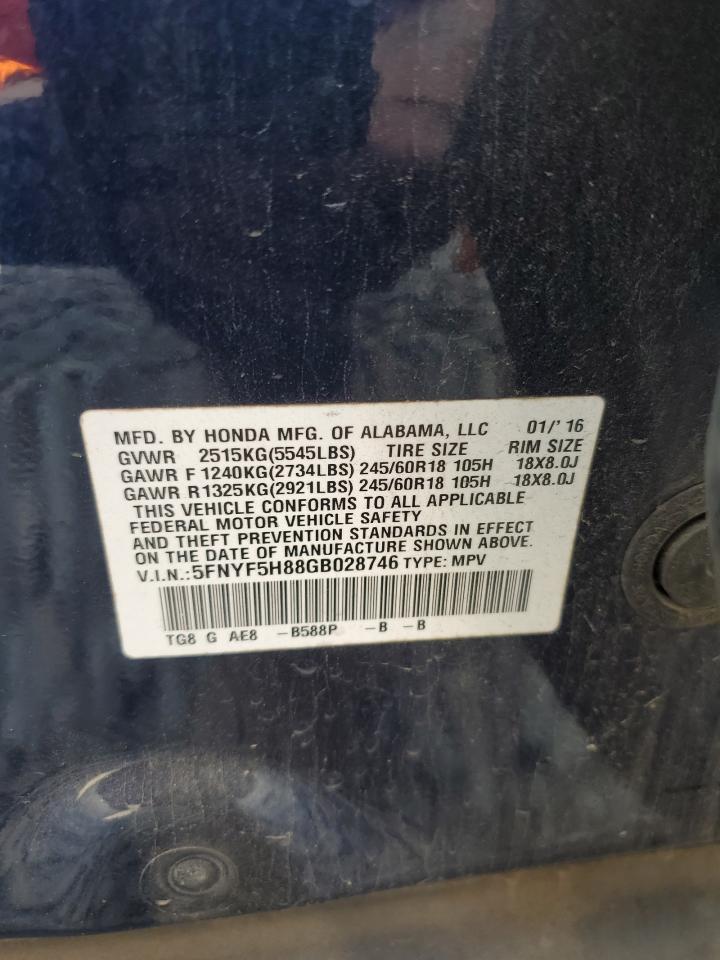 MFD. BY HONDA MFG. OF ALABAMA, LLC 01/'16
GVWR 2515KG(5545LBS) TIRE SIZE RIM SIZE
GAWR F 1240KG(2734LBS) 245/60R18 105H 18X8.0J
GAWR R 1325KG(2921LBS) 245/60R18 105H 18X8.0J
THIS VEHICLE CONFORMS TO ALL APPLICABLE
FEDERAL MOTOR VEHICLE SAFETY
AND THEFT PREVENTION STANDARDS IN EFFECT
ON THE DATE OF MANUFACTURE SHOWN ABOVE.
V.I.N.:5FNYF5H88GB028746 TYPE: MPV
TG8 G AE8 -B588P -B -B